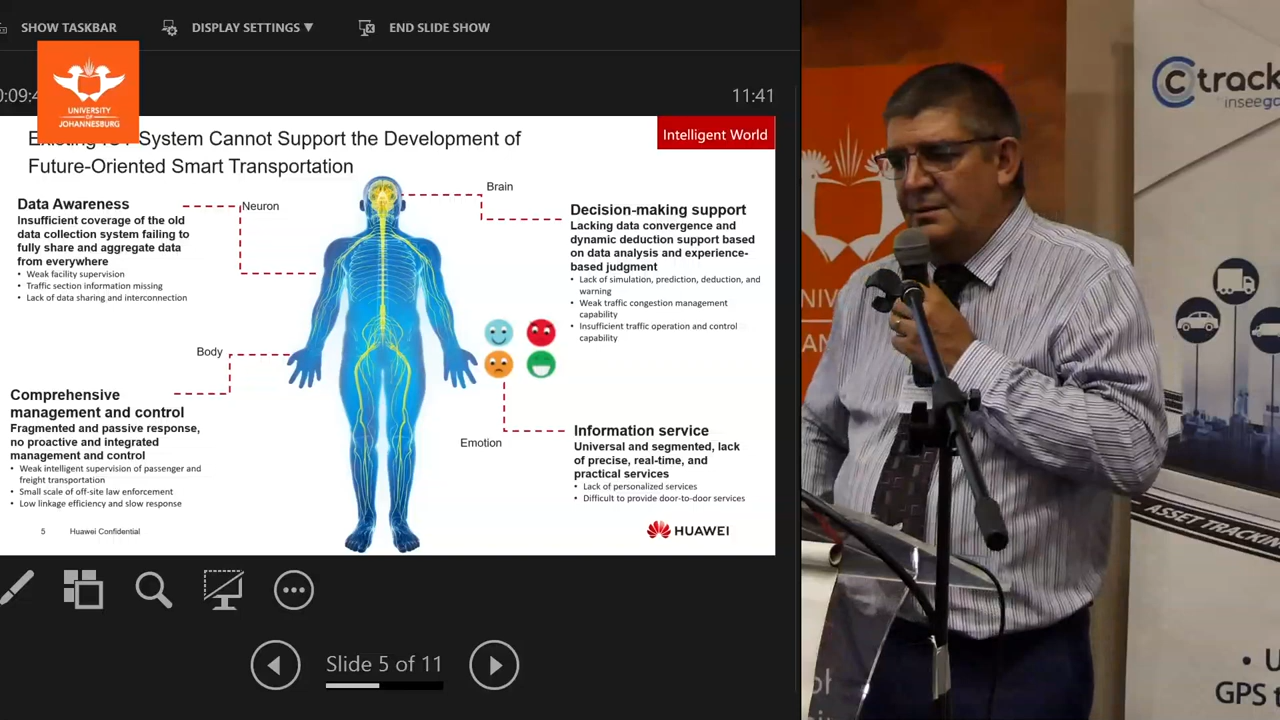 SHOW TASKBAR
DISPLAY SETTINGS ▼
END SLIDE SHOW
11:41
UNIVERSITY
OF
JOHANNESBURG
System Cannot Support the Development of
Future-Oriented Smart Transportation
Intelligent World
Data Awareness
Insufficient coverage of the old
data collection system failing to
fully share and aggregate data
from everywhere
• Weak facility supervision
• Traffic section information missing
• Lack of data sharing and interconnection
Neuron
Brain
Decision-making support
Lacking data convergence and
dynamic deduction support based
on data analysis and experience-
based judgment
• Lack of simulation, prediction, deduction, and
warning
• Weak traffic congestion management
capability
• Insufficient traffic operation and control
capability
Body
Comprehensive
management and control
Fragmented and passive response,
no proactive and integrated
management and control
• Weak intelligent supervision of passenger and
freight transportation
• Small scale of off-site law enforcement
• Low linkage efficiency and slow response
Emotion
Information service
Universal and segmented, lack
of precise, real-time, and
practical services
• Lack of personalized services
• Difficult to provide door-to-door services
5
Huawei Confidential
HUAWEI
Slide 5 of 11
Ctrack
ASSET TRACKING
GPS